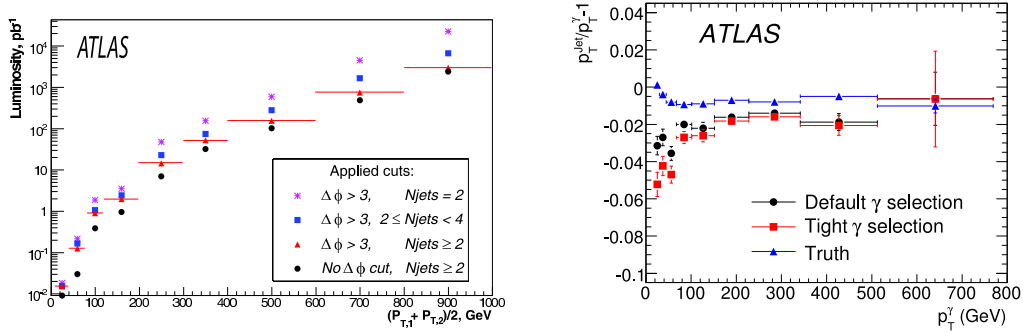 ATLAS
Luminosity, pb⁻¹
10⁴
10³
10²
10
1
10⁻¹
10⁻²
0 100 200 300 400 500 600 700 800 900 1000
(P_T,1 + P_T,2)/2, GeV
Applied cuts:
Δ ϕ > 3, Njets = 2
Δ ϕ > 3, 2 ≤ Njets < 4
Δ ϕ > 3, Njets ≥ 2
No Δ ϕ cut, Njets ≥ 2
ATLAS
p_T^Jet/p_T^γ-1
0.04
0.02
0
-0.02
-0.04
-0.06
-0.08
-0.1
0 100 200 300 400 500 600 700 800
p_T^γ (GeV)
Default γ selection
Tight γ selection
Truth